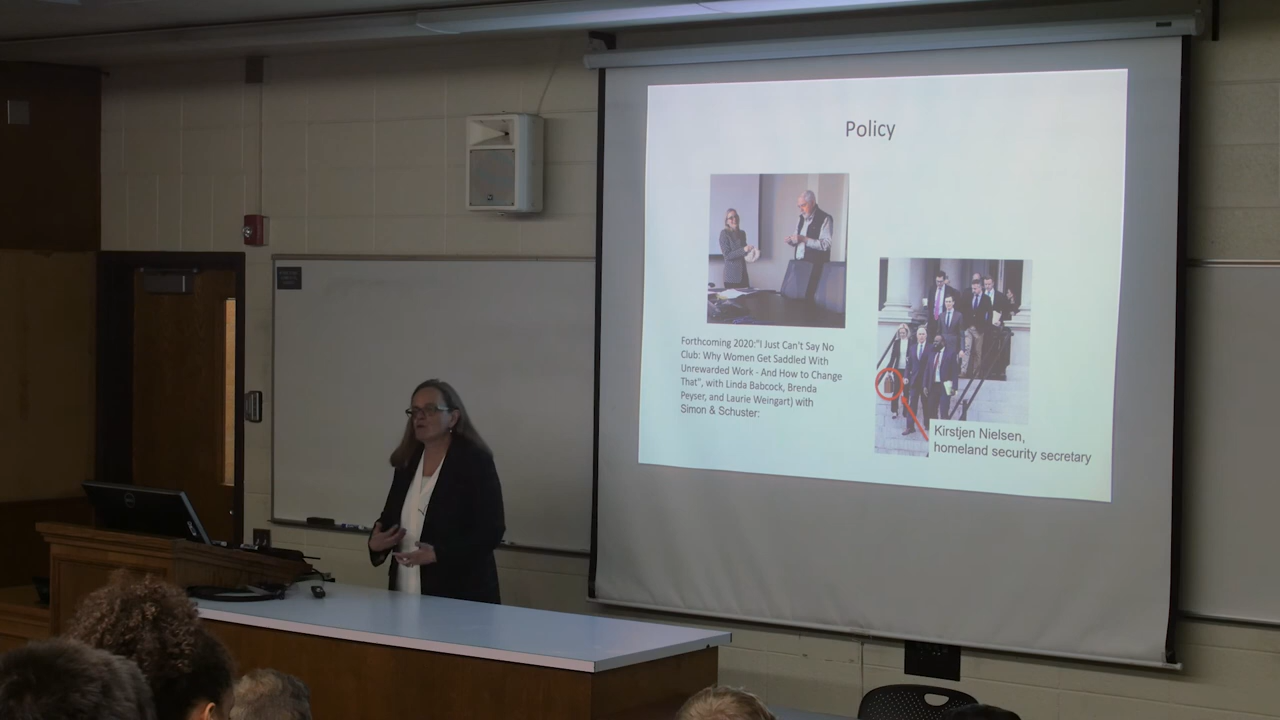 Policy
Forthcoming 2020:"I Just Can't Say No
Club: Why Women Get Saddled With
Unrewarded Work - And How to Change
That", with Linda Babcock, Brenda
Peyser, and Laurie Weingart) with
Simon & Schuster:
Kirstjen Nielsen,
homeland security secretary